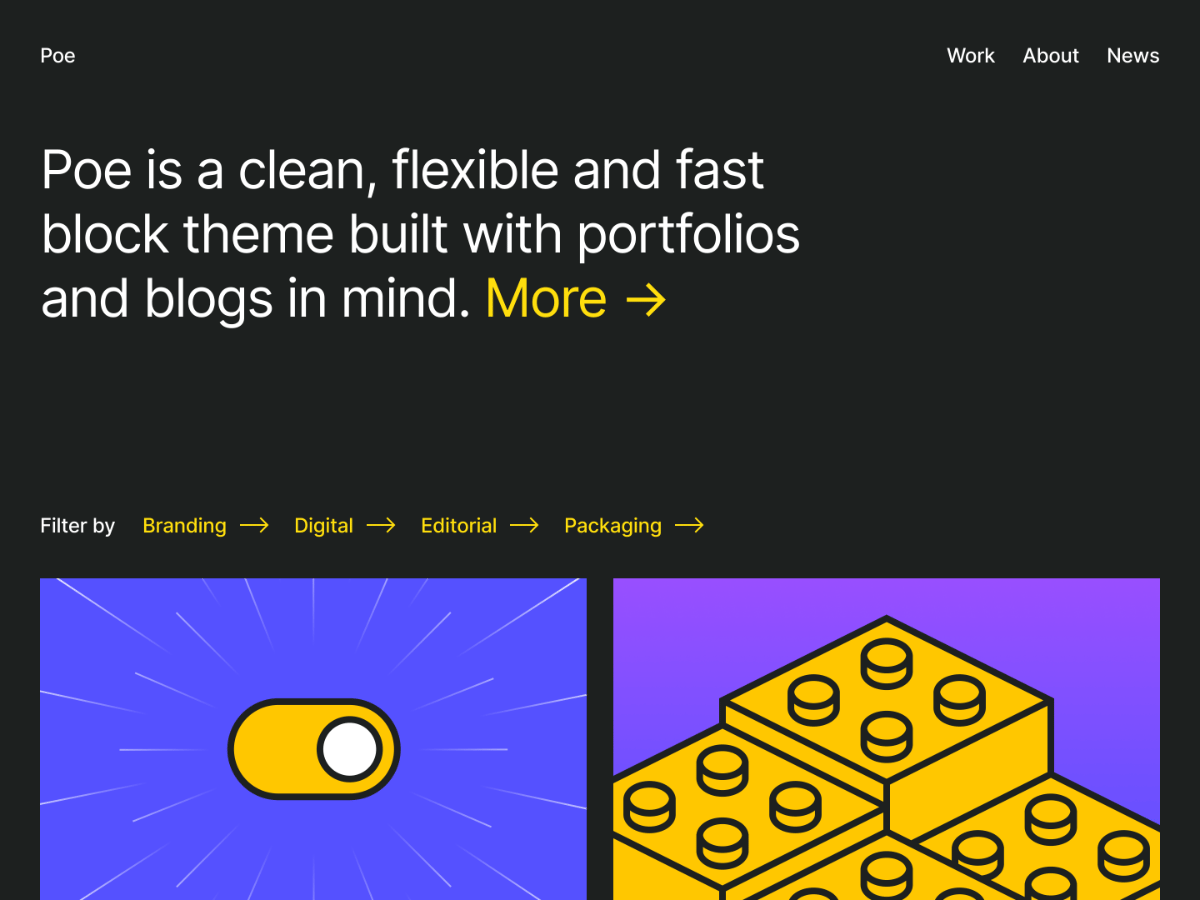 Poe
Work About News
Poe is a clean, flexible and fast
block theme built with portfolios
and blogs in mind. More →
Filter by Branding → Digital → Editorial → Packaging →